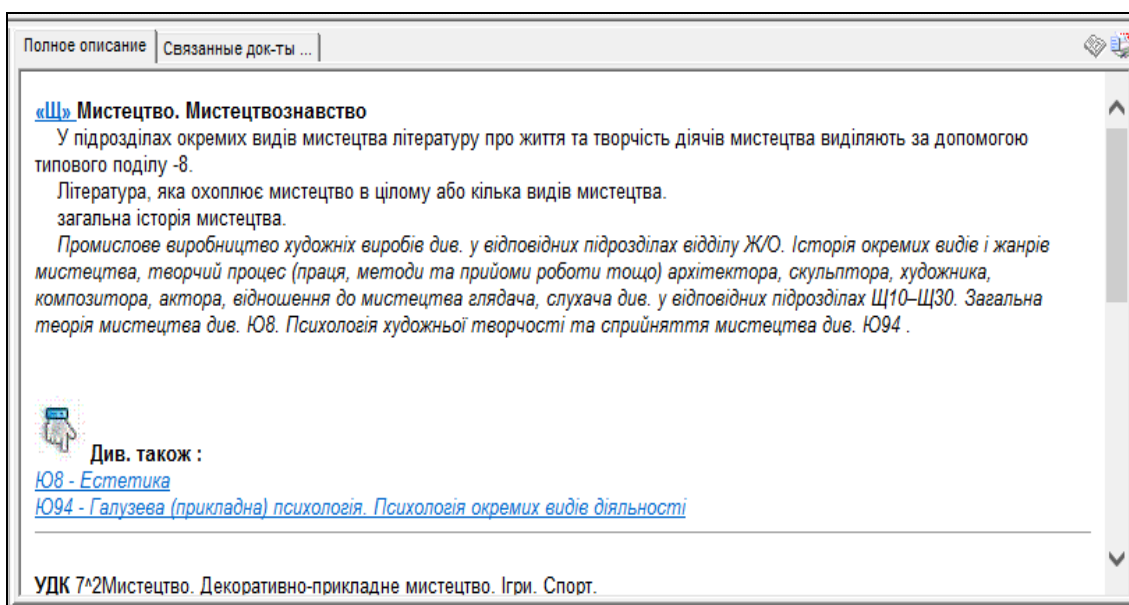 Полное описание
Связанные док-ты ...
«Щ» Мистецтво. Мистецтвознавство
У підрозділах окремих видів мистецтва літературу про життя та творчість діячів мистецтва виділяють за допомогою
типового поділу -8.
Література, яка охоплює мистецтво в цілому або кілька видів мистецтва.
загальна історія мистецтва.
Промислове виробництво художніх виробів див. у відповідних підрозділах відділу Ж/О. Історія окремих видів і жанрів
мистецтва, творчий процес (праця, методи та прийоми роботи тощо) архітектора, скульптора, художника,
композитора, актора, відношення до мистецтва глядача, слухача див. у відповідних підрозділах Щ10–Щ30. Загальна
теорія мистецтва див. Ю8. Психологія художньої творчості та сприйняття мистецтва див. Ю94 .
Див. також :
Ю8 - Естетика
Ю94 - Галузева (прикладна) психологія. Психологія окремих видів діяльності
УДК 7^2Мистецтво. Декоративно-прикладне мистецтво. Ігри. Спорт.